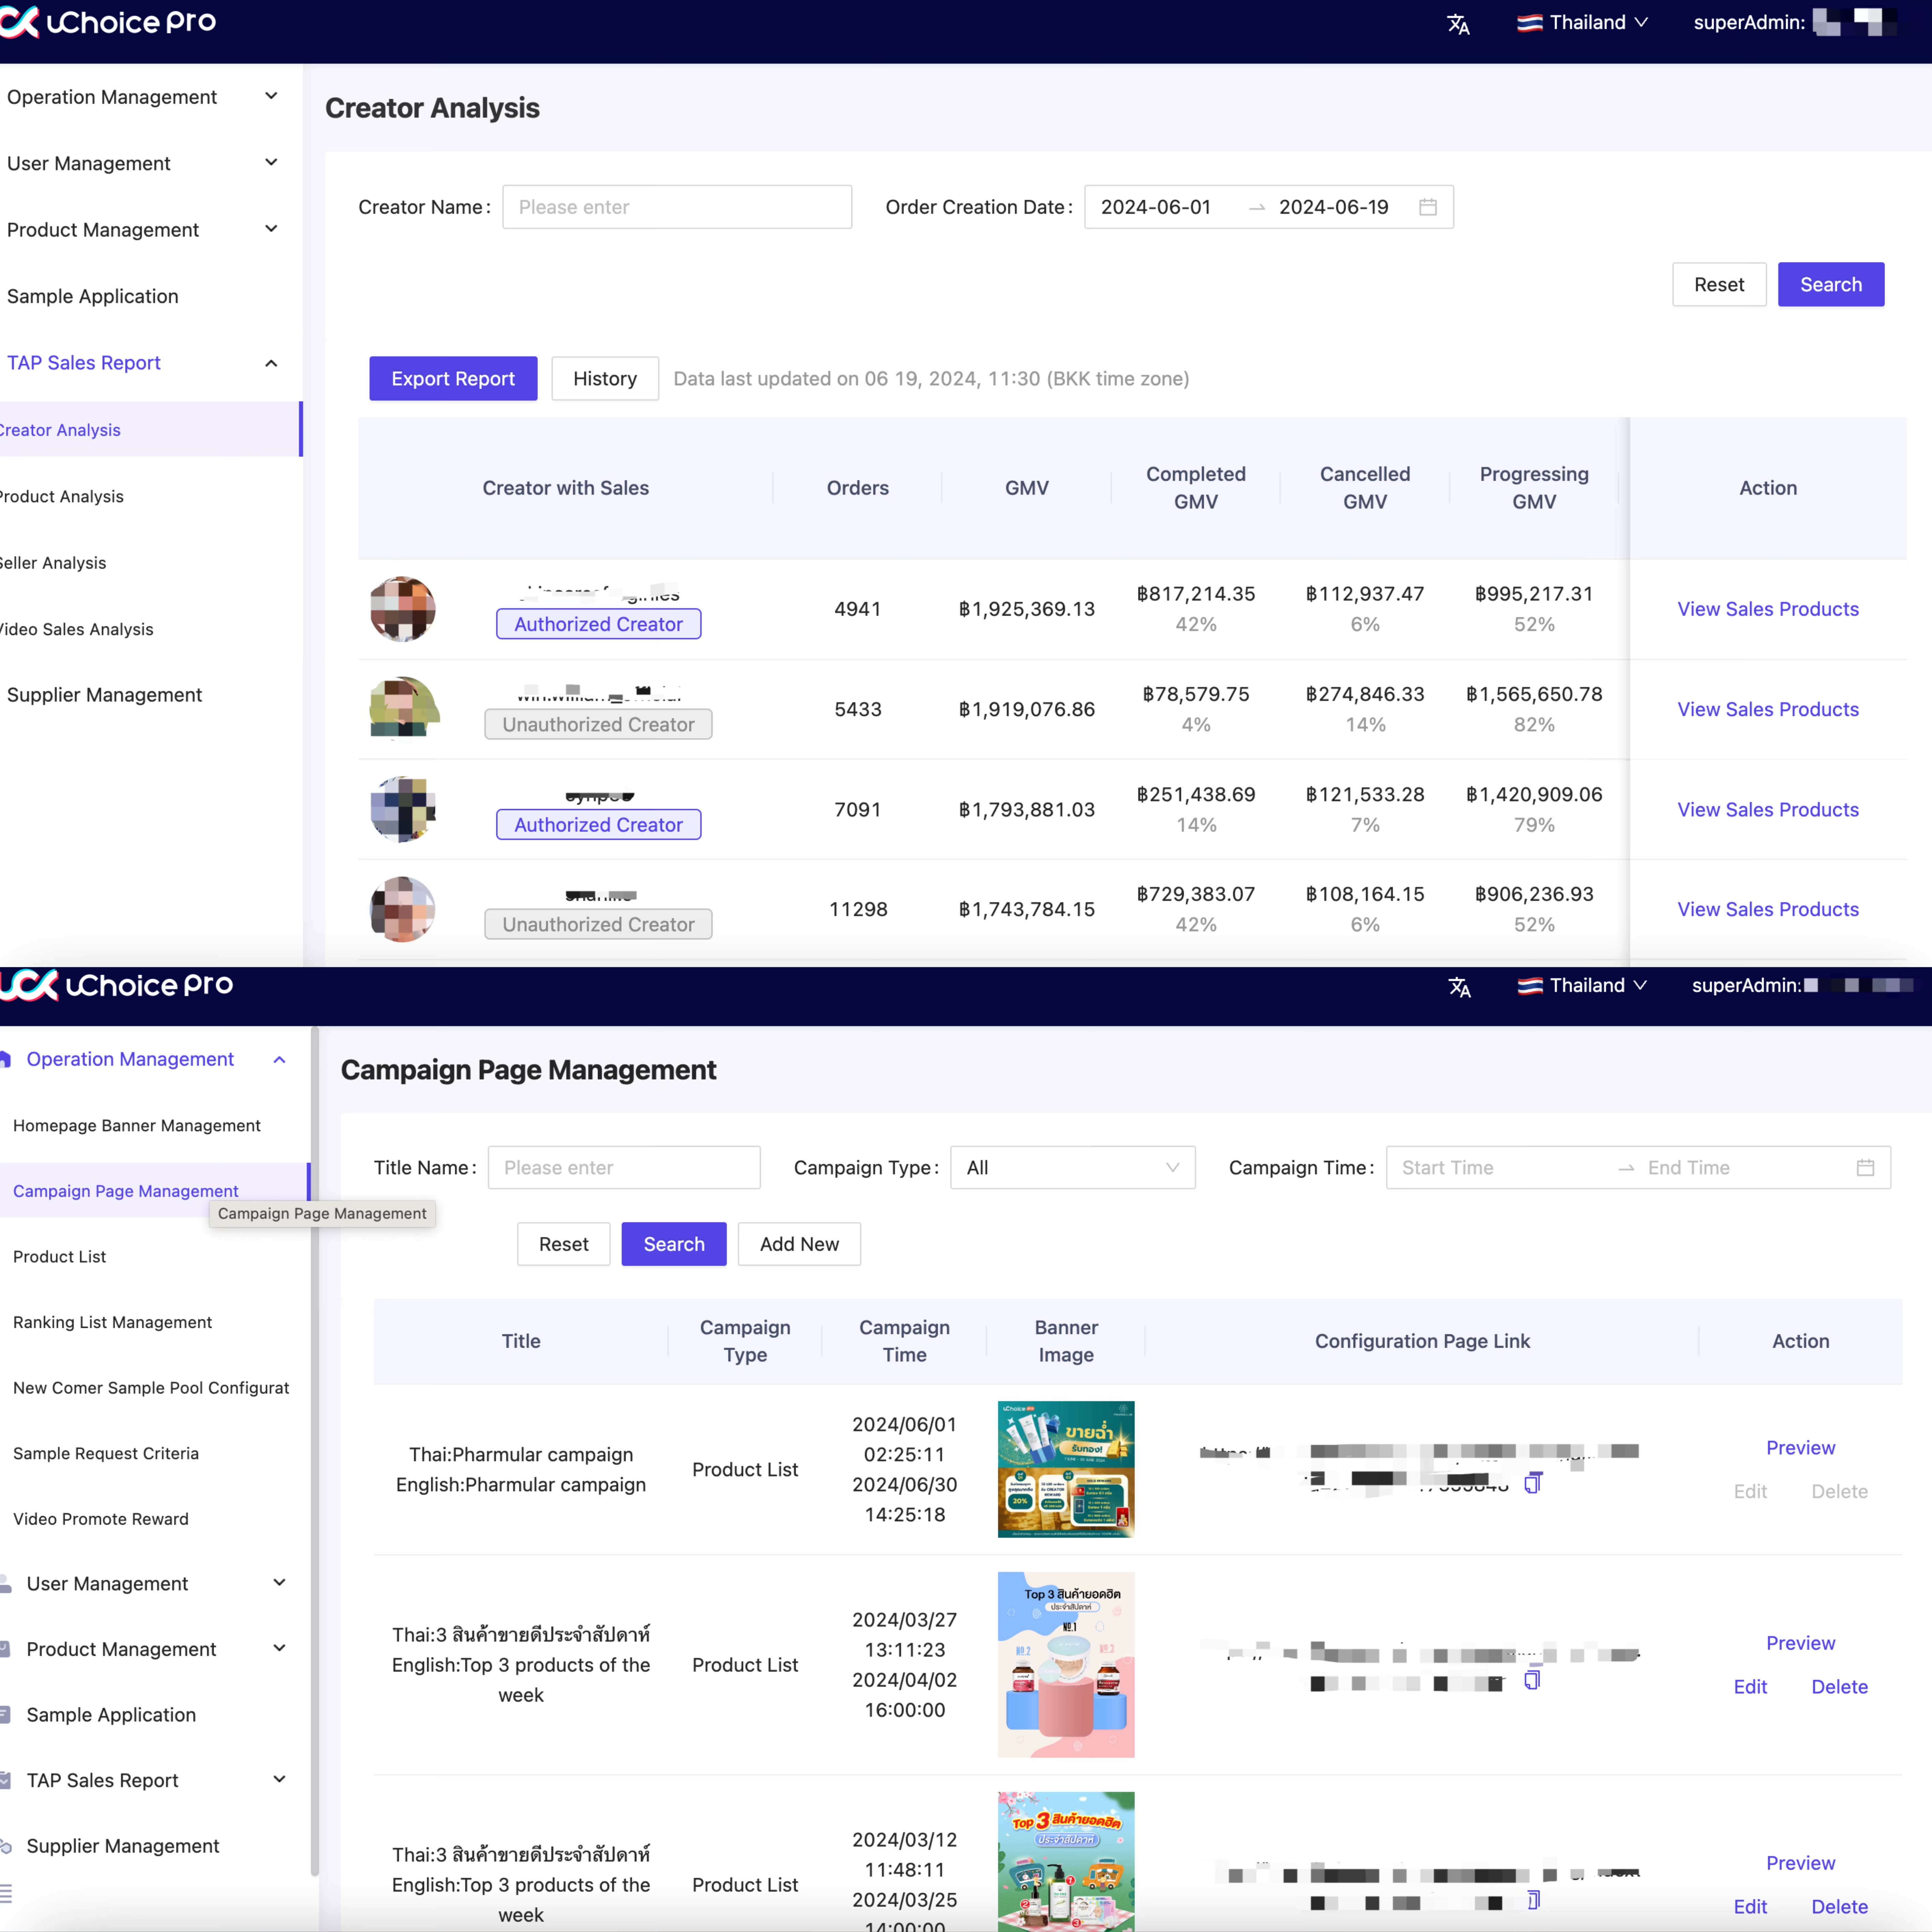 uChoice Pro
Thailand
superAdmin:
Operation Management
User Management
Product Management
Sample Application
TAP Sales Report
Creator Analysis
Product Analysis
Seller Analysis
Video Sales Analysis
Supplier Management
Creator Analysis
Creator Name: Please enter
Order Creation Date: 2024-06-01 → 2024-06-19
Reset
Search
Export Report
History
Data last updated on 06 19, 2024, 11:30 (BKK time zone)
Creator with Sales
Orders
GMV
Completed
GMV
Cancelled
GMV
Progressing
GMV
Action
Authorized Creator
4941
฿1,925,369.13
฿817,214.35
42%
฿112,937.47
6%
฿995,217.31
52%
View Sales Products
Unauthorized Creator
5433
฿1,919,076.86
฿78,579.75
4%
฿274,846.33
14%
฿1,565,650.78
82%
View Sales Products
Authorized Creator
7091
฿1,793,881.03
฿251,438.69
14%
฿121,533.28
7%
฿1,420,909.06
79%
View Sales Products
Unauthorized Creator
11298
฿1,743,784.15
฿729,383.07
42%
฿108,164.15
6%
฿906,236.93
52%
View Sales Products
uChoice Pro
Thailand
superAdmin:
Operation Management
Homepage Banner Management
Campaign Page Management
Campaign Page Management
Product List
Ranking List Management
New Comer Sample Pool Configurat
Sample Request Criteria
Video Promote Reward
User Management
Product Management
Sample Application
TAP Sales Report
Supplier Management
Campaign Page Management
Title Name: Please enter
Campaign Type: All
Campaign Time: Start Time → End Time
Reset
Search
Add New
Title
Campaign
Type
Campaign
Time
Banner
Image
Configuration Page Link
Action
Thai:Pharmular campaign
English:Pharmular campaign
Product List
2024/06/01
02:25:11
2024/06/30
14:25:18
uChoice Pro
ขายฉ่ำ
รับทอง!
20%
Preview
Edit
Delete
Thai:3 สินค้าขายดีประจำสัปดาห์
English:Top 3 products of the
week
Product List
2024/03/27
13:11:23
2024/04/02
16:00:00
Top 3 สินค้ายอดฮิต
ประจำสัปดาห์
№.1
№.2
№.3
Preview
Edit
Delete
Thai:3 สินค้าขายดีประจำสัปดาห์
English:Top 3 products of the
week
Product List
2024/03/12
11:48:11
2024/03/25
14:00:00
Top 3 สินค้ายอดฮิต
ประจำสัปดาห์
1
2
3
Preview
Edit
Delete